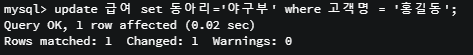 mysql> update 급여 set 동아리='야구부' where 고객명 = '홍길동';
Query OK, 1 row affected (0.02 sec)
Rows matched: 1  Changed: 1  Warnings: 0